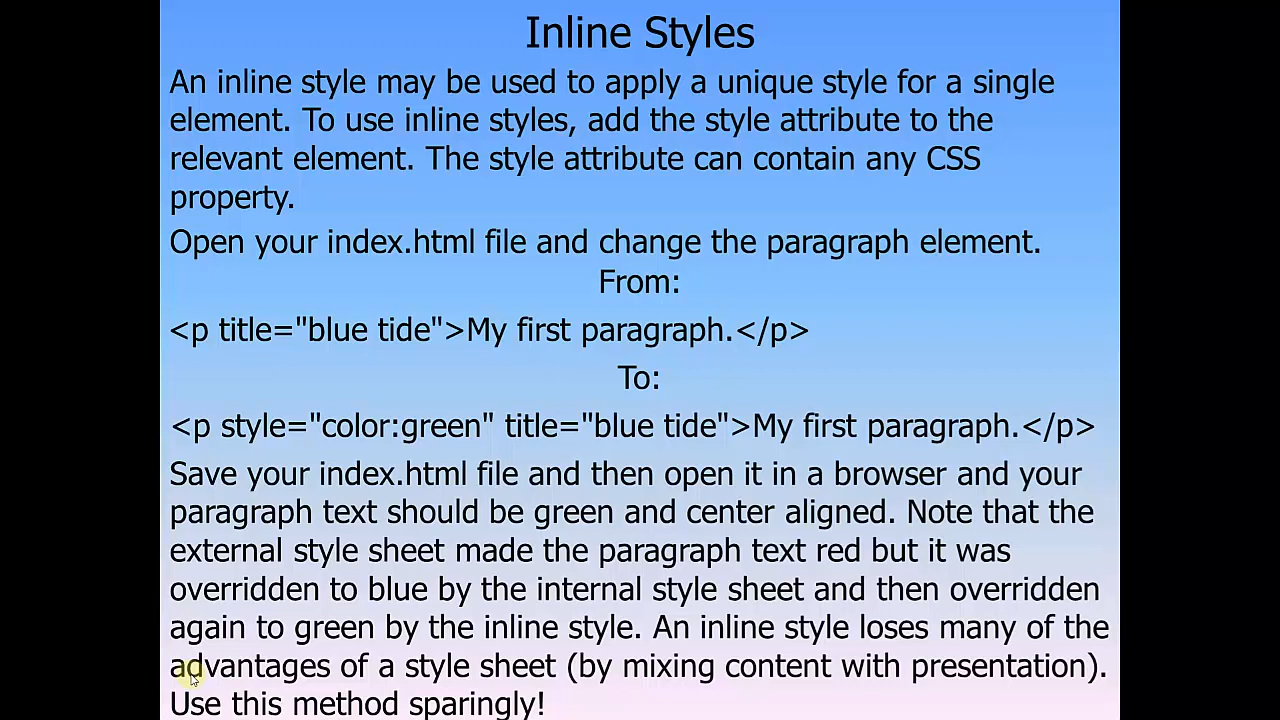 Inline Styles
An inline style may be used to apply a unique style for a single
element. To use inline styles, add the style attribute to the
relevant element. The style attribute can contain any CSS
property.
Open your index.html file and change the paragraph element.
From:
<p title="blue tide">My first paragraph.</p>
To:
<p style="color:green" title="blue tide">My first paragraph.</p>
Save your index.html file and then open it in a browser and your
paragraph text should be green and center aligned. Note that the
external style sheet made the paragraph text red but it was
overridden to blue by the internal style sheet and then overridden
again to green by the inline style. An inline style loses many of the
advantages of a style sheet (by mixing content with presentation).
Use this method sparingly!